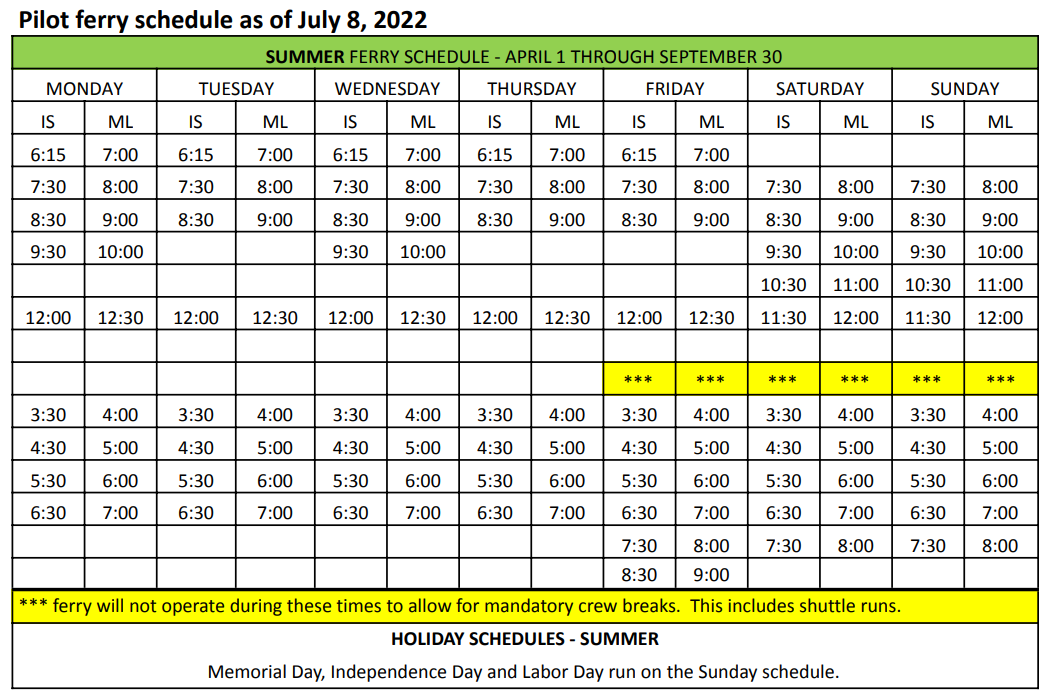 Pilot ferry schedule as of July 8, 2022
SUMMER FERRY SCHEDULE - APRIL 1 THROUGH SEPTEMBER 30
MONDAY TUESDAY WEDNESDAY THURSDAY FRIDAY SATURDAY SUNDAY
IS ML IS ML IS ML IS ML IS ML IS ML IS ML
6:15 7:00 6:15 7:00 6:15 7:00 6:15 7:00 6:15 7:00
7:30 8:00 7:30 8:00 7:30 8:00 7:30 8:00 7:30 8:00 7:30 8:00 7:30 8:00
8:30 9:00 8:30 9:00 8:30 9:00 8:30 9:00 8:30 9:00 8:30 9:00 8:30 9:00
9:30 10:00 9:30 10:00 9:30 10:00 9:30 10:00
10:30 11:00 10:30 11:00
12:00 12:30 12:00 12:30 12:00 12:30 12:00 12:30 12:00 12:30 11:30 12:00 11:30 12:00
*** *** *** *** *** ***
3:30 4:00 3:30 4:00 3:30 4:00 3:30 4:00 3:30 4:00 3:30 4:00 3:30 4:00
4:30 5:00 4:30 5:00 4:30 5:00 4:30 5:00 4:30 5:00 4:30 5:00 4:30 5:00
5:30 6:00 5:30 6:00 5:30 6:00 5:30 6:00 5:30 6:00 5:30 6:00 5:30 6:00
6:30 7:00 6:30 7:00 6:30 7:00 6:30 7:00 6:30 7:00 6:30 7:00 6:30 7:00
7:30 8:00 7:30 8:00 7:30 8:00
8:30 9:00
*** ferry will not operate during these times to allow for mandatory crew breaks. This includes shuttle runs.
HOLIDAY SCHEDULES - SUMMER
Memorial Day, Independence Day and Labor Day run on the Sunday schedule.